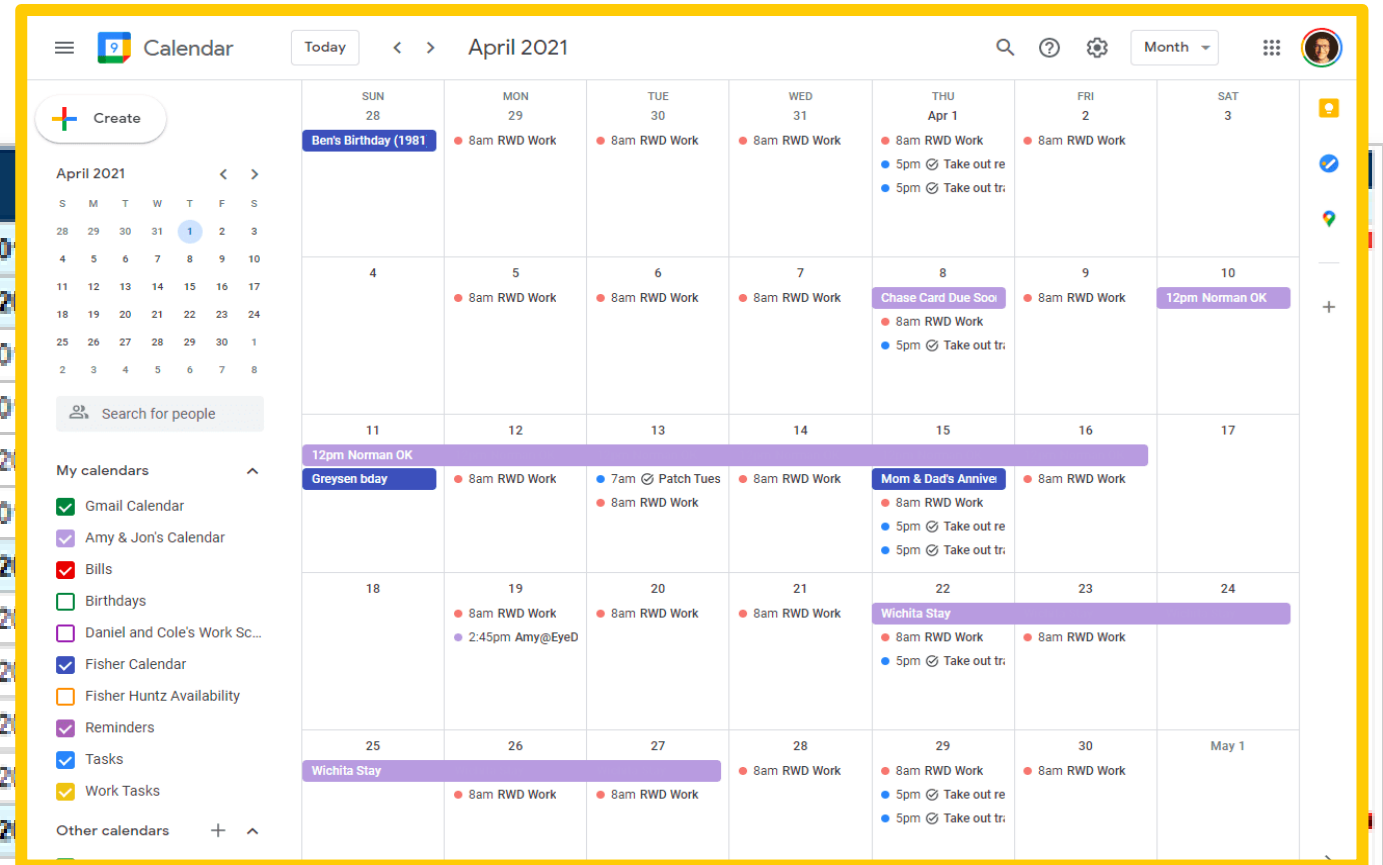 9 Calendar Today April 2021 Month
Create
April 2021
S M T W T F S
28 29 30 31 1 2 3
4 5 6 7 8 9 10
11 12 13 14 15 16 17
18 19 20 21 22 23 24
25 26 27 28 29 30 1
2 3 4 5 6 7 8
Search for people
My calendars
Gmail Calendar
Amy & Jon's Calendar
Bills
Birthdays
Daniel and Cole's Work Sc...
Fisher Calendar
Fisher Huntz Availability
Reminders
Tasks
Work Tasks
Other calendars
SUN MON TUE WED THU FRI SAT
28 29 30 31 Apr 1 2 3
Ben's Birthday (1981 8am RWD Work 8am RWD Work 8am RWD Work 8am RWD Work 8am RWD Work
5pm Take out re
5pm Take out tra
4 5 6 7 8 9 10
8am RWD Work 8am RWD Work 8am RWD Work Chase Card Due Soon 8am RWD Work 12pm Norman OK
8am RWD Work
5pm Take out tra
11 12 13 14 15 16 17
12pm Norman OK
Greysen bday 8am RWD Work 7am Patch Tues 8am RWD Work Mom & Dad's Anniver 8am RWD Work
8am RWD Work 8am RWD Work
5pm Take out re
5pm Take out tra
18 19 20 21 22 23 24
8am RWD Work 8am RWD Work 8am RWD Work Wichita Stay
2:45pm Amy@EyeD 8am RWD Work 8am RWD Work
5pm Take out tra
25 26 27 28 29 30 May 1
Wichita Stay 8am RWD Work 8am RWD Work 8am RWD Work
8am RWD Work 8am RWD Work 5pm Take out re
5pm Take out tra